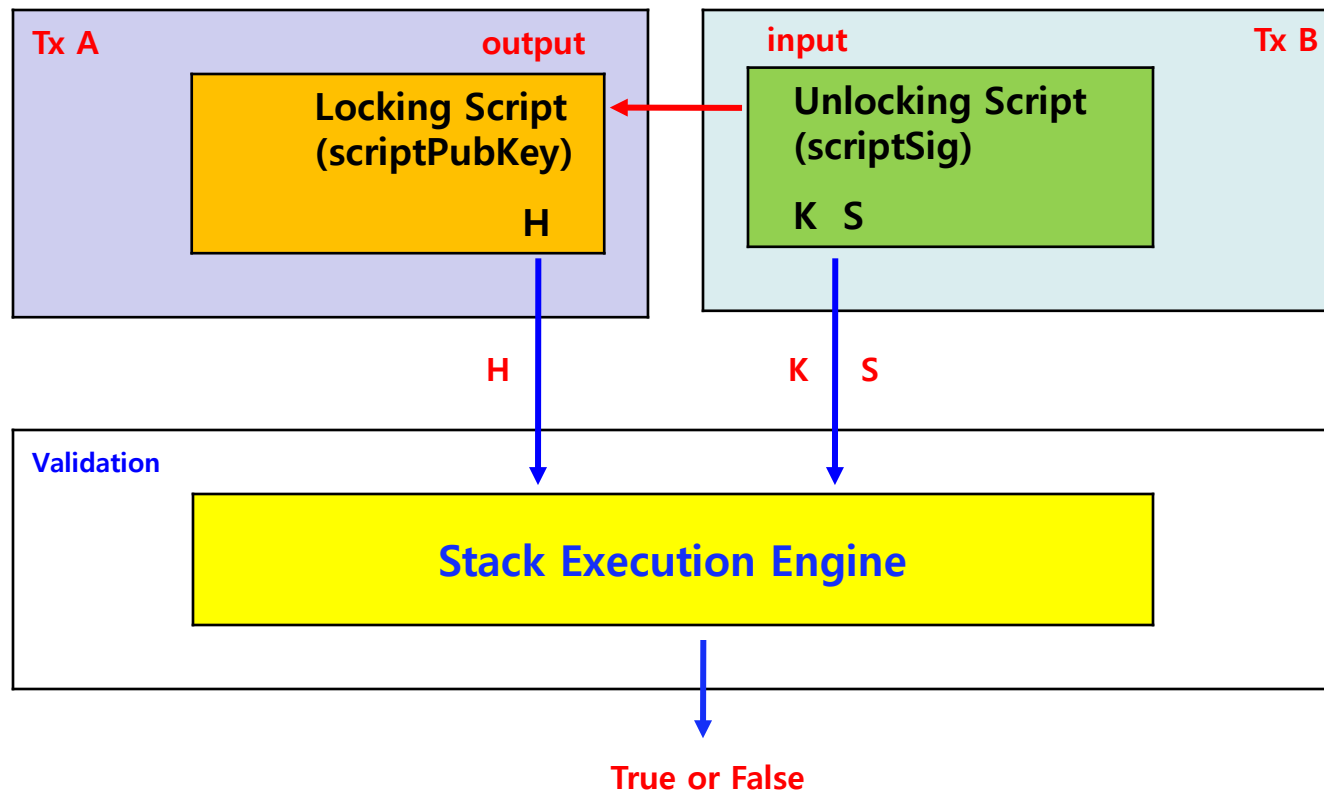 Tx A
output
input
Tx B
Locking Script
(scriptPubKey)
H
Unlocking Script
(scriptSig)
K S
H
K
S
Validation
Stack Execution Engine
True or False